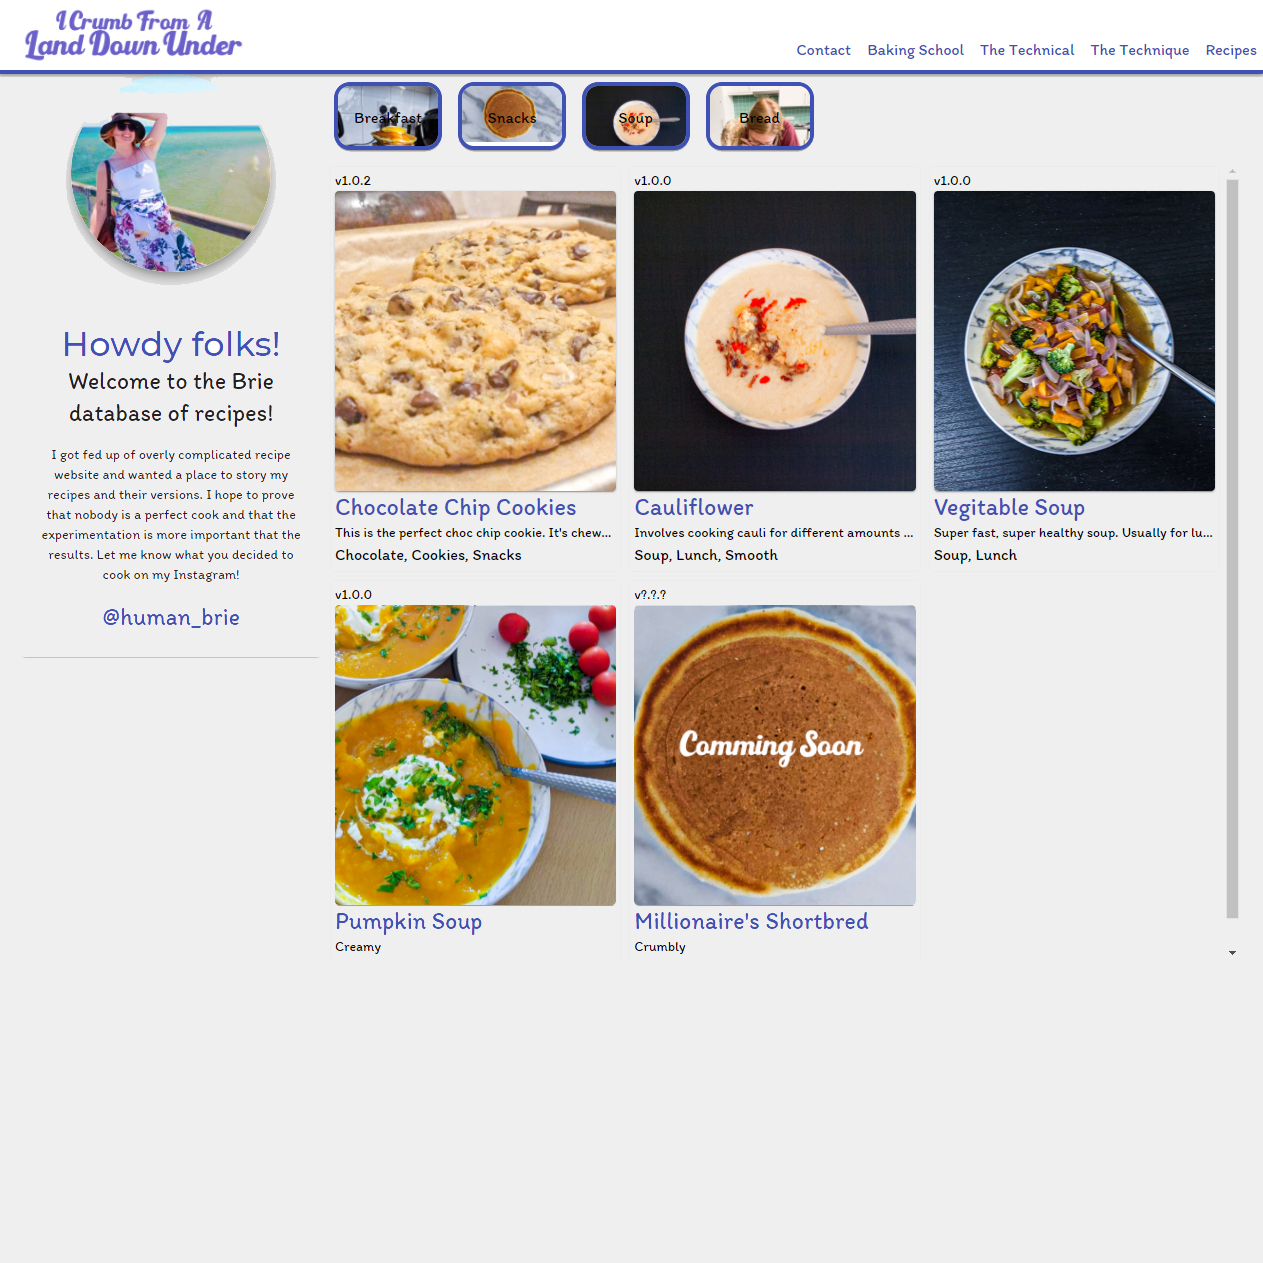 I Crumb From A
Land Down Under
Contact
Baking School
The Technical
The Technique
Recipes
Breakfast
Snacks
Soup
Bread
Howdy folks!
Welcome to the Brie
database of recipes!
I got fed up of overly complicated recipe
website and wanted a place to story my
recipes and their versions. I hope to prove
that nobody is a perfect cook and that the
experimentation is more important that the
results. Let me know what you decided to
cook on my Instagram!
@human_brie
v1.0.2
Chocolate Chip Cookies
This is the perfect choc chip cookie. It's chew...
Chocolate, Cookies, Snacks
v1.0.0
Cauliflower
Involves cooking cauli for different amounts ...
Soup, Lunch, Smooth
v1.0.0
Vegitable Soup
Super fast, super healthy soup. Usually for lu...
Soup, Lunch
v1.0.0
Pumpkin Soup
Creamy
v?.?.?
Comming Soon
Millionaire's Shortbred
Crumbly